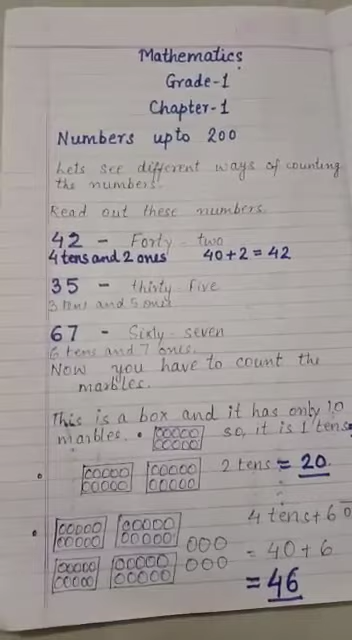 Mathematics
Grade-1
Chapter-1
Numbers upto 200
Lets see different ways of counting
the numbers.
Read out these numbers.
42 - Forty - two
4 tens and 2 ones 40+2=42
35 - thirty five
3 tens and 5 ones
67 - Sixty-seven
6 tens and 7 ones.
Now you have to count the
marbles.
This is a box and it has only 10
marbles. so, it is 1 tens
2 tens = 20
4 tens + 6
= 40 + 6
= 46